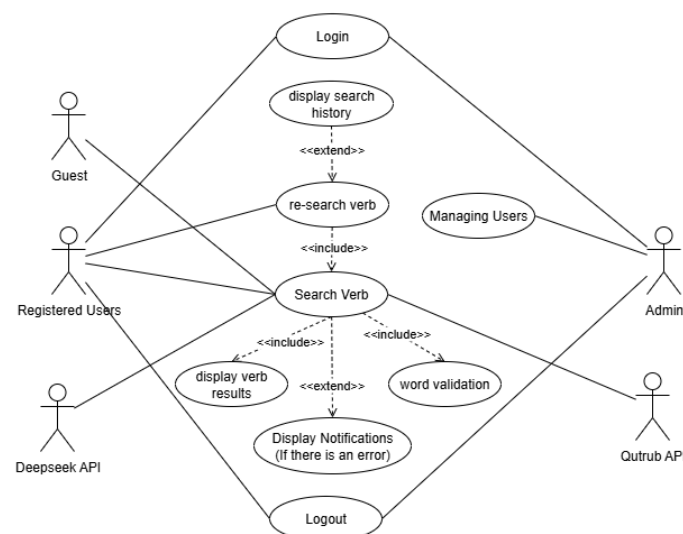 Login
display search
history
<<extend>>
Guest
re-search verb
Managing Users
<<include>>
Registered Users
Search Verb
Admin
<<include>>
<<include>>
display verb
results
<<extend>>
word validation
Display Notifications
(If there is an error)
Deepseek API
Qutrub AP
Logout